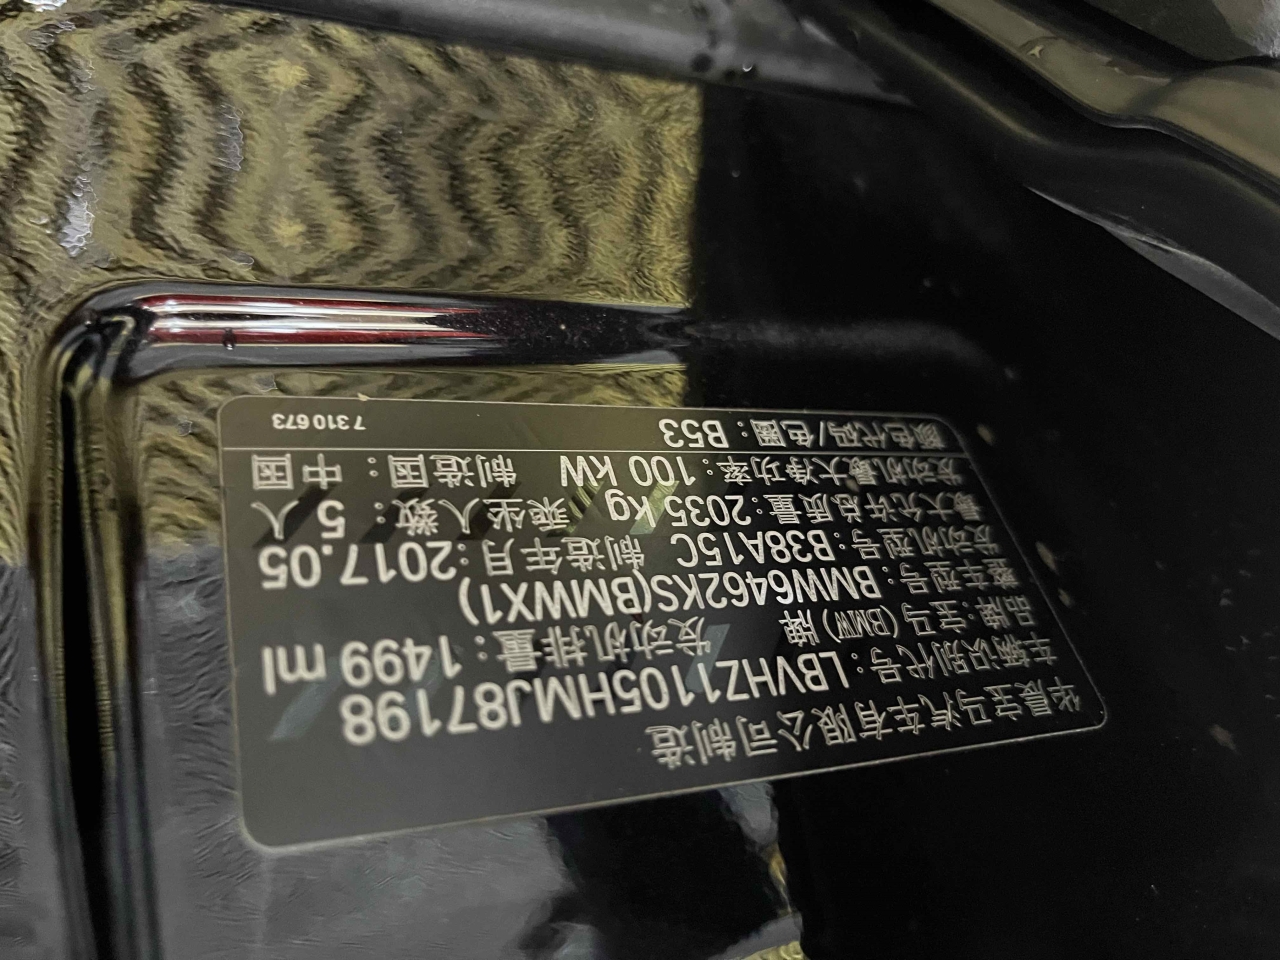 华晨宝马汽车有限公司制造
车辆识别代号：LBVHZ1105HMJ87198
品牌：宝马（BMW）牌 发动机排量：1499 ml
整车型号：BMW6462KS(BMWX1)
发动机型号：B38A15C 制造年月：2017.05
最大允许总质量：2035 kg 乘坐人数：5 人
发动机最大净功率：100 kW 制造国：中国
颜色代码/色圈：B53 7 310 673